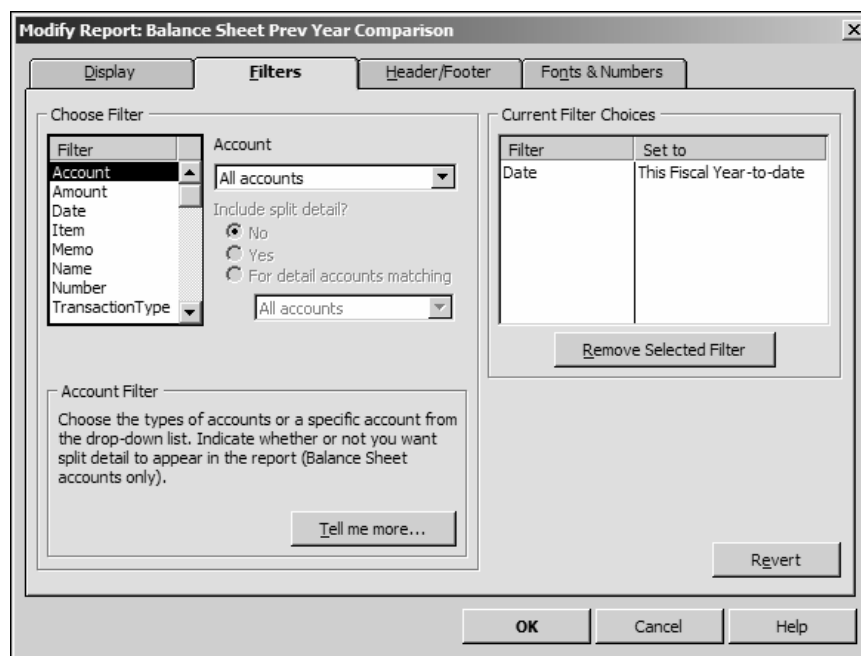 Modify Report: Balance Sheet Prev Year Comparison
Display
Filters
Header/Footer
Fonts & Numbers
Choose Filter
Filter
Account
Amount
Date
Item
Memo
Name
Number
TransactionType
Account
All accounts
Include split detail?
No
Yes
For detail accounts matching
All accounts
Account Filter
Choose the types of accounts or a specific account from
the drop-down list. Indicate whether or not you want
split detail to appear in the report (Balance Sheet
accounts only).
Tell me more...
Current Filter Choices
Filter Set to
Date This Fiscal Year-to-date
Remove Selected Filter
Revert
OK
Cancel
Help